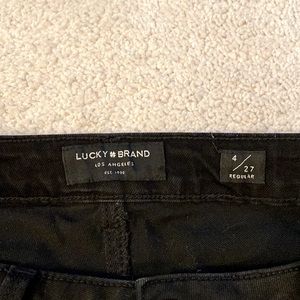 LUCKY BRAND
LOS ANGELES
EST. 1990
4/27
REGULAR